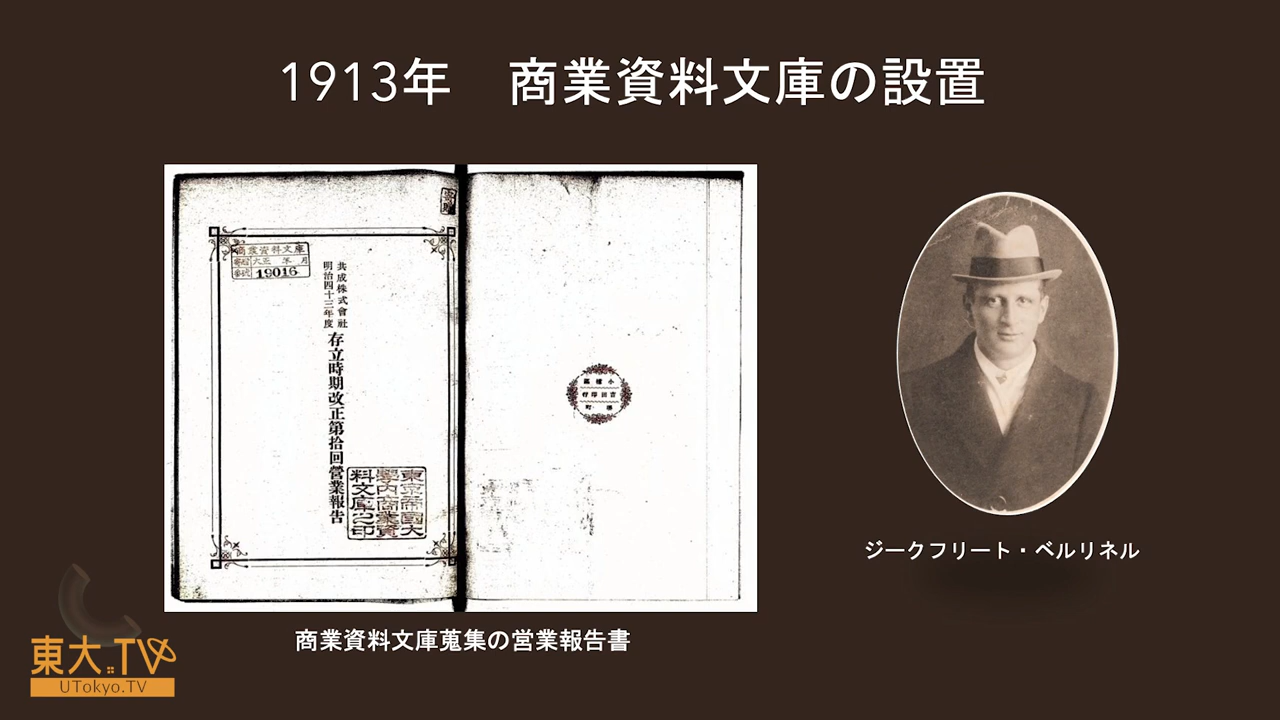 1913年 商業資料文庫の設置
商業資料文庫
大正 年 月
19016
共成株式會社
明治四十三年度
存立時期改正第拾回營業報告
東京帝國大
學内商業資
料文庫之印
商業資料文庫蒐集の営業報告書
ジークフリート・ベルリネル
東大TV
UTokyo.TV